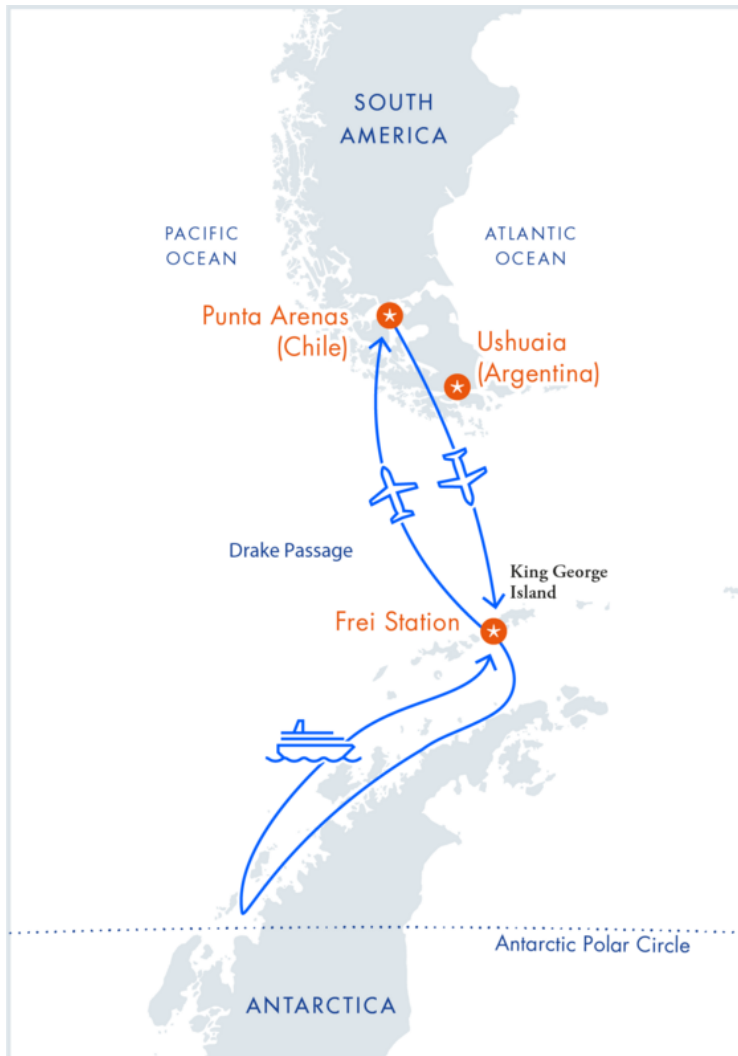 SOUTH
AMERICA
PACIFIC
OCEAN
ATLANTIC
OCEAN
Punta Arenas
(Chile)
Ushuaia
(Argentina)
Drake Passage
King George
Island
Frei Station
Antarctic Polar Circle
ANTARCTICA